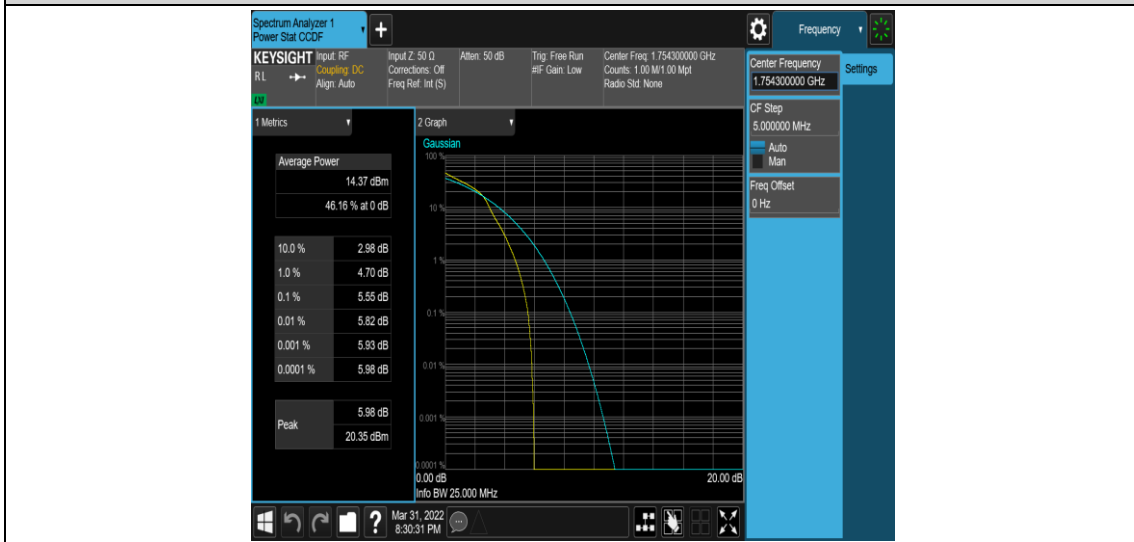 Spectrum Analyzer 1
Power Stat CCDF
+
Frequency
KEYSIGHT
RL
LXI
Input: RF
Coupling: DC
Align: Auto
Input Z: 50 Ω
Corrections: Off
Freq Ref: Int (S)
Atten: 50 dB
Trig: Free Run
#IF Gain: Low
Center Freq: 1.754300000 GHz
Counts: 1.00 M/1.00 Mpt
Radio Std: None
Center Frequency
1.754300000 GHz
Settings
CF Step
5.000000 MHz
Auto
Man
Freq Offset
0 Hz
1 Metrics
Average Power
14.37 dBm
46.16 % at 0 dB
10.0 % 2.98 dB
1.0 % 4.70 dB
0.1 % 5.55 dB
0.01 % 5.82 dB
0.001 % 5.93 dB
0.0001 % 5.98 dB
Peak
5.98 dB
20.35 dBm
2 Graph
Gaussian
100 %
10 %
1 %
0.1 %
0.01 %
0.001 %
0.0001 %
0.00 dB 20.00 dB
Info BW 25.000 MHz
?
Mar 31, 2022
8:30:31 PM